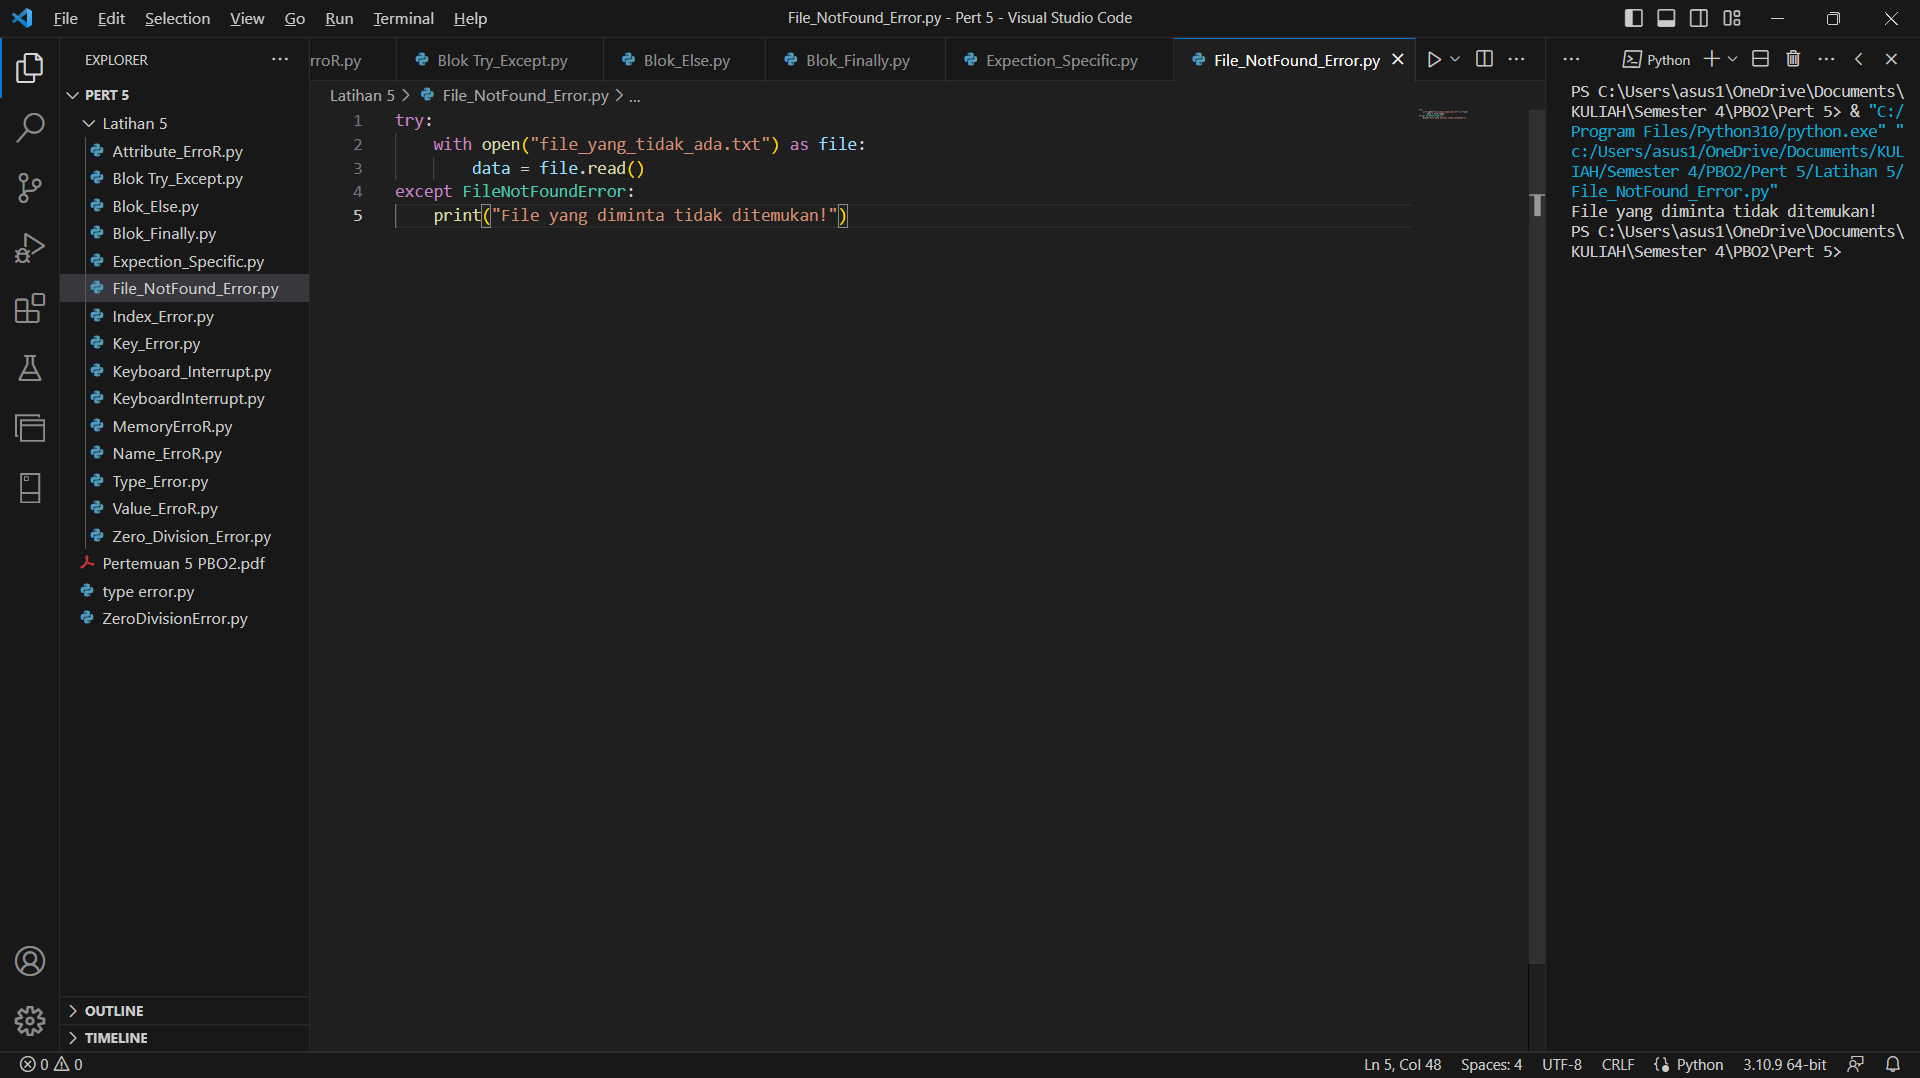 File Edit Selection View Go Run Terminal Help
File_NotFound_Error.py - Pert 5 - Visual Studio Code
EXPLORER
PERT 5
Latihan 5
Attribute_ErroR.py
Blok Try_Except.py
Blok_Else.py
Blok_Finally.py
Expection_Specific.py
File_NotFound_Error.py
Index_Error.py
Key_Error.py
Keyboard_Interrupt.py
KeyboardInterrupt.py
MemoryErroR.py
Name_ErroR.py
Type_Error.py
Value_ErroR.py
Zero_Division_Error.py
Pertemuan 5 PBO2.pdf
type error.py
ZeroDivisionError.py
OUTLINE
TIMELINE
rroR.py Blok Try_Except.py Blok_Else.py Blok_Finally.py Expection_Specific.py File_NotFound_Error.py
Latihan 5 > File_NotFound_Error.py > ...
1 try:
2 with open("file_yang_tidak_ada.txt") as file:
3 data = file.read()
4 except FileNotFoundError:
5 print("File yang diminta tidak ditemukan!")
Python
PS C:\Users\asus1\OneDrive\Documents\
KULIAH\Semester 4\PBO2\Pert 5> & "C:/
Program Files/Python310/python.exe" "
c:/Users/asus1/OneDrive/Documents/KUL
IAH/Semester 4/PBO2/Pert 5/Latihan 5/
File_NotFound_Error.py"
File yang diminta tidak ditemukan!
PS C:\Users\asus1\OneDrive\Documents\
KULIAH\Semester 4\PBO2\Pert 5>
0 0
Ln 5, Col 48 Spaces: 4 UTF-8 CRLF Python 3.10.9 64-bit